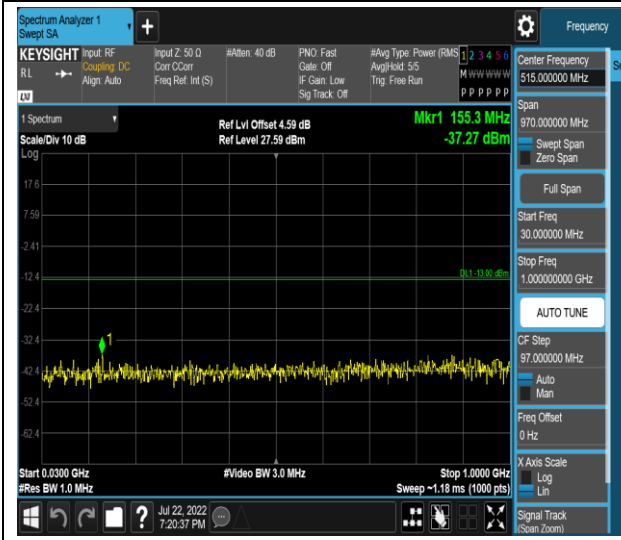 Spectrum Analyzer 1
Swept SA
Frequency
KEYSIGHT
RL
LXI
Input: RF
Coupling: DC
Align: Auto
Input Z: 50 Ω
Corr CCorr
Freq Ref: Int (S)
#Atten: 40 dB
PNO: Fast
Gate: Off
IF Gain: Low
Sig Track: Off
#Avg Type: Power (RMS
Avg|Hold: 5/5
Trig: Free Run
1 2 3 4 5 6
M W W W W W
P P P P P P
1 Spectrum
Scale/Div 10 dB
Log
Ref Lvl Offset 4.59 dB
Ref Level 27.59 dBm
Mkr1 155.3 MHz
-37.27 dBm
17.6
7.59
-2.41
-12.4
DL1 -13.00 dBm
-22.4
-32.4
1
-42.4
-52.4
-62.4
Start 0.0300 GHz
#Res BW 1.0 MHz
#Video BW 3.0 MHz
Stop 1.0000 GHz
Sweep ~1.18 ms (1000 pts)
Jul 22, 2022
7:20:37 PM
Center Frequency
515.000000 MHz
Span
970.000000 MHz
Swept Span
Zero Span
Full Span
Start Freq
30.000000 MHz
Stop Freq
1.000000000 GHz
AUTO TUNE
CF Step
97.000000 MHz
Auto
Man
Freq Offset
0 Hz
X Axis Scale
Log
Lin
Signal Track
(Span Zoom)